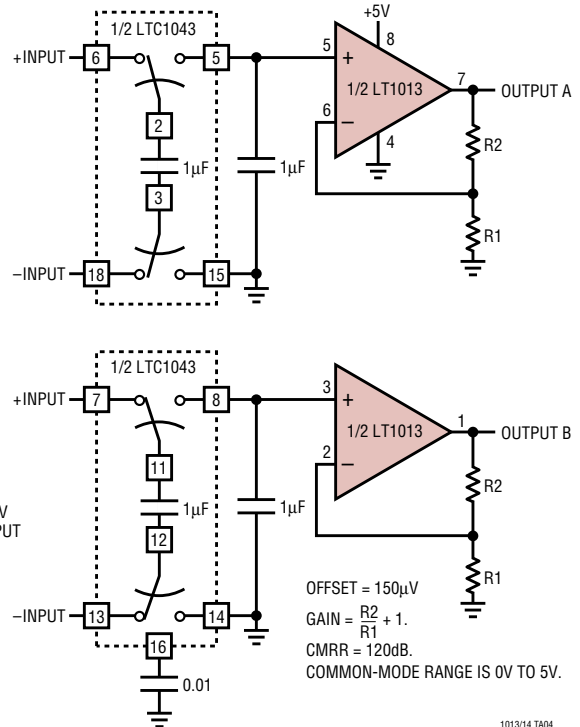 +5V
1/2 LTC1043
+INPUT 6 5 5 + 8
1/2 LT1013 7 OUTPUT A
2 6 –
4 R2
1µF 1µF
3
R1
–INPUT 18 15
1/2 LTC1043
+INPUT 7 8 3 +
1/2 LT1013 1 OUTPUT B
11 2 –
R2
1µF 1µF
V
PUT
12
R1
OFFSET = 150µV
–INPUT 13 14
GAIN = R2/R1 + 1.
16
CMRR = 120dB.
COMMON-MODE RANGE IS 0V TO 5V.
0.01
1013/14 TA04